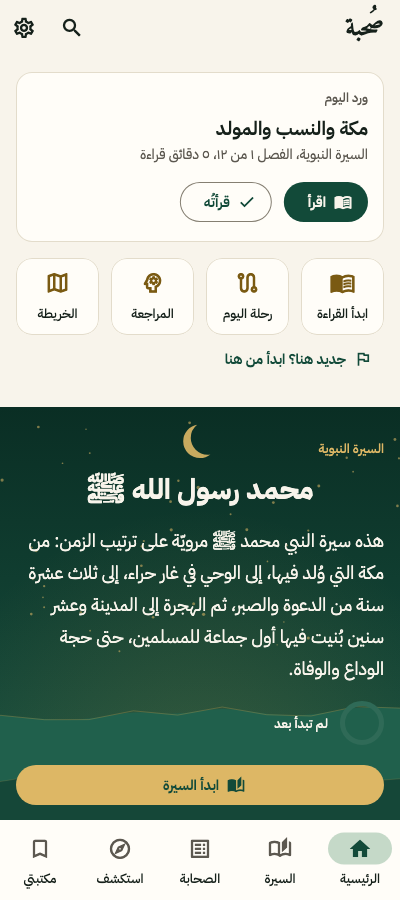 صُحبة
ورد اليوم
مكة والنسب والمولد
السيرة النبوية، الفصل ١ من ١٢، ٥ دقائق قراءة
اقرأ
قرأتُه
ابدأ القراءة
رحلة اليوم
المراجعة
الخريطة
جديد هنا؟ ابدأ من هنا
السيرة النبوية
محمد رسول الله ﷺ
هذه سيرة النبي محمد ﷺ مرويّة على ترتيب الزمن: من
مكة التي وُلد فيها، إلى الوحي في غار حراء، إلى ثلاث عشرة
سنة من الدعوة والصبر، ثم الهجرة إلى المدينة وعشر
سنين بُنيت فيها أول جماعة للمسلمين، حتى حجة
الوداع والوفاة.
لم تبدأ بعد
ابدأ السيرة
الرئيسية
السيرة
الصحابة
استكشف
مكتبتي